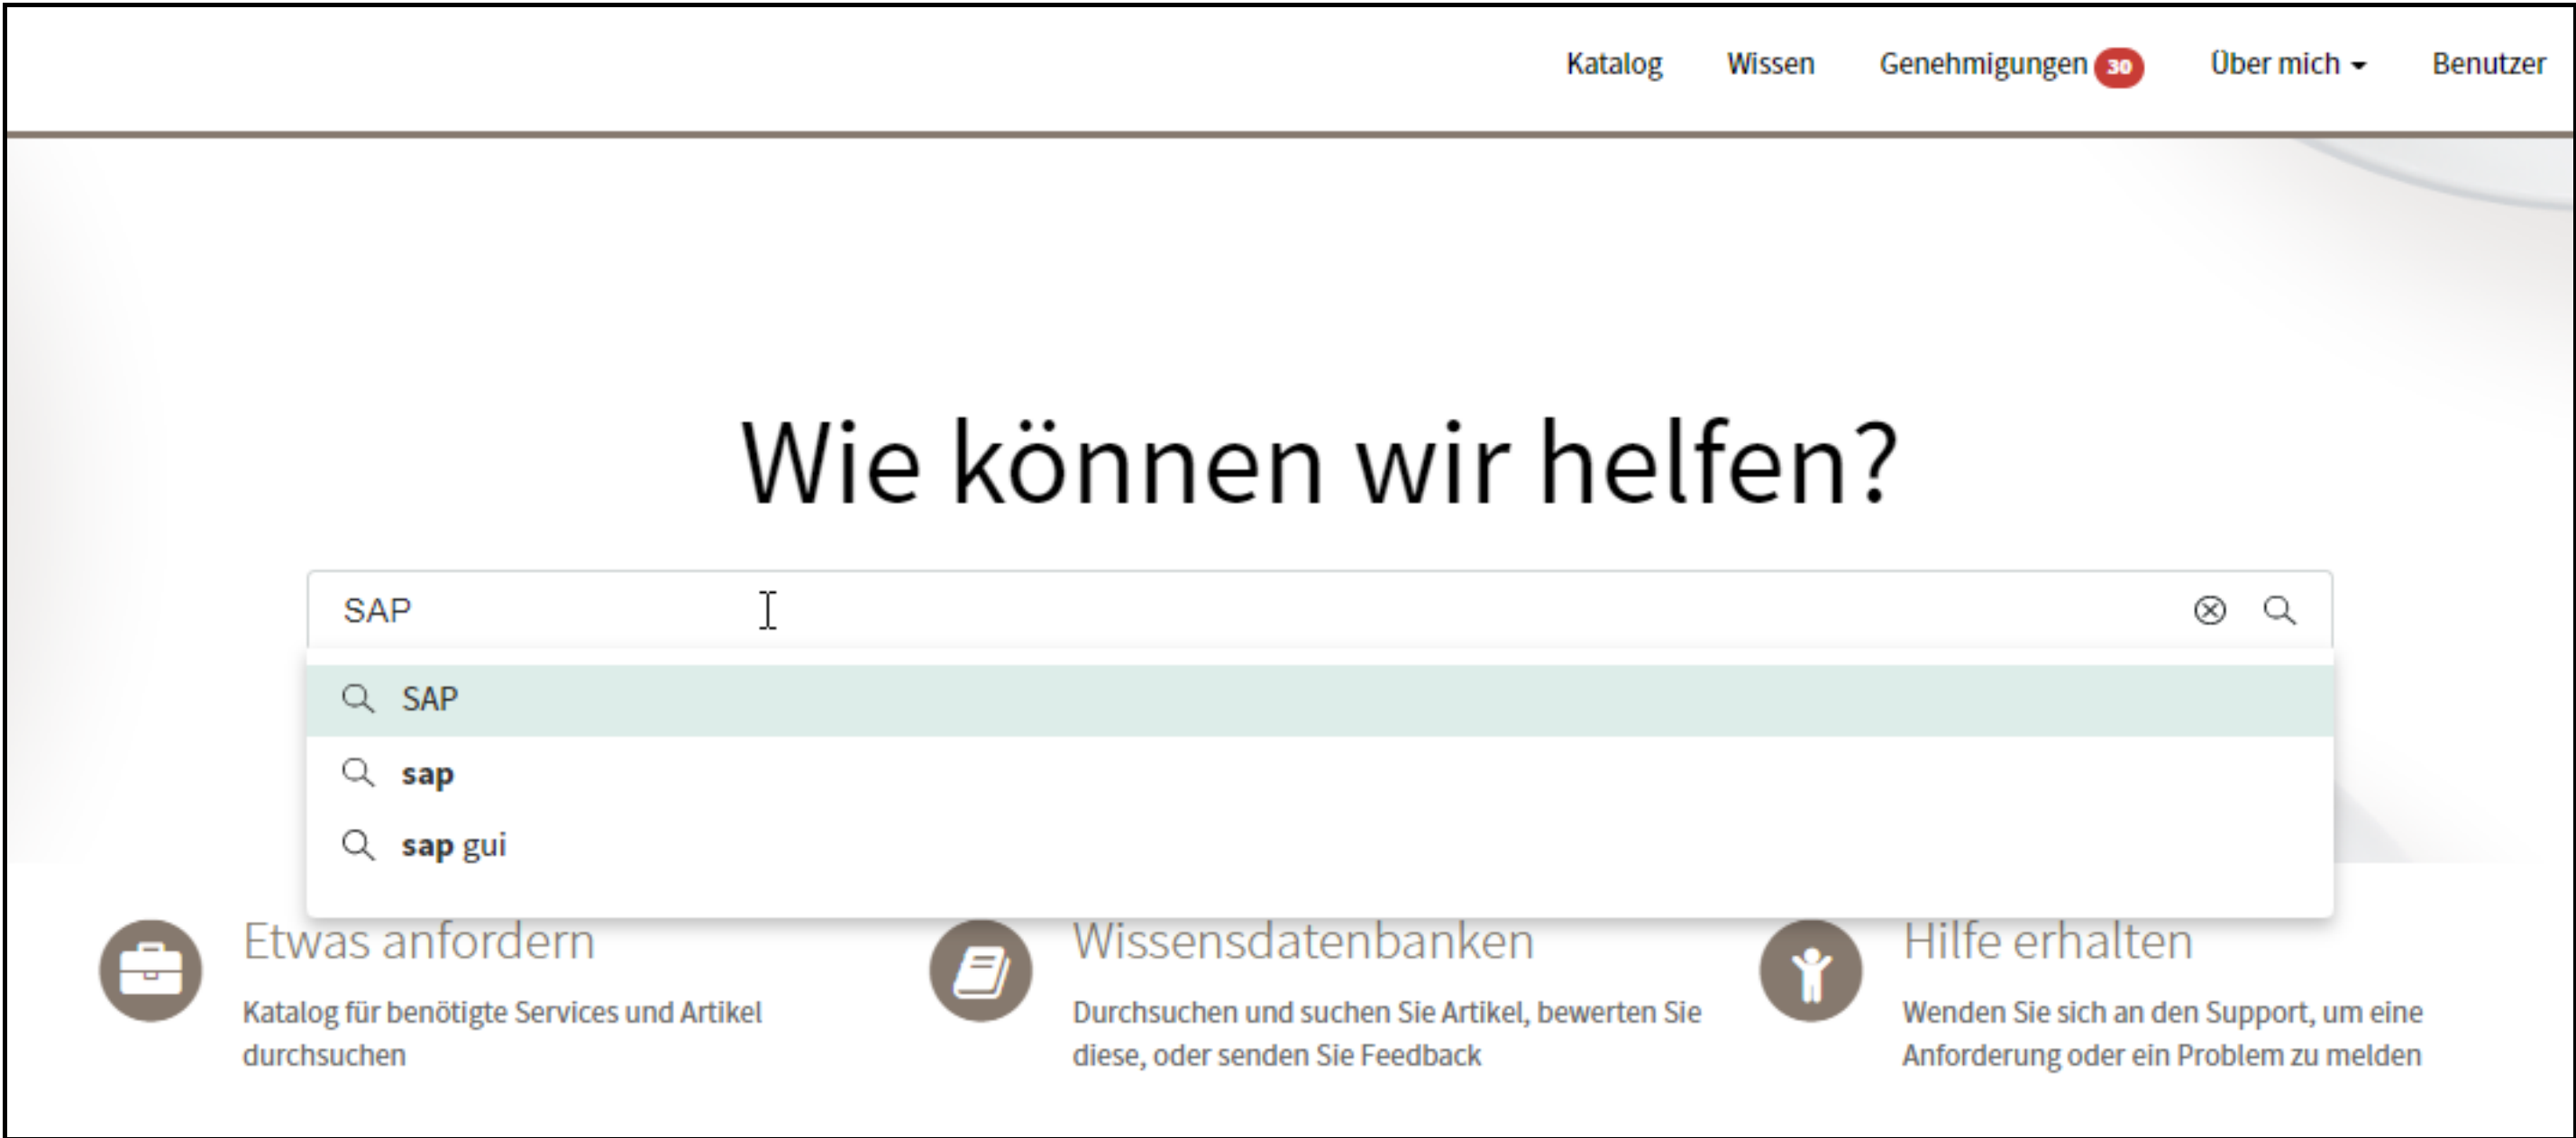 Katalog Wissen Genehmigungen 30 Über mich Benutzer
Wie können wir helfen?
SAP
SAP
sap
sap gui
Etwas anfordern
Katalog für benötigte Services und Artikel
durchsuchen
Wissensdatenbanken
Durchsuchen und suchen Sie Artikel, bewerten Sie
diese, oder senden Sie Feedback
Hilfe erhalten
Wenden Sie sich an den Support, um eine
Anforderung oder ein Problem zu melden